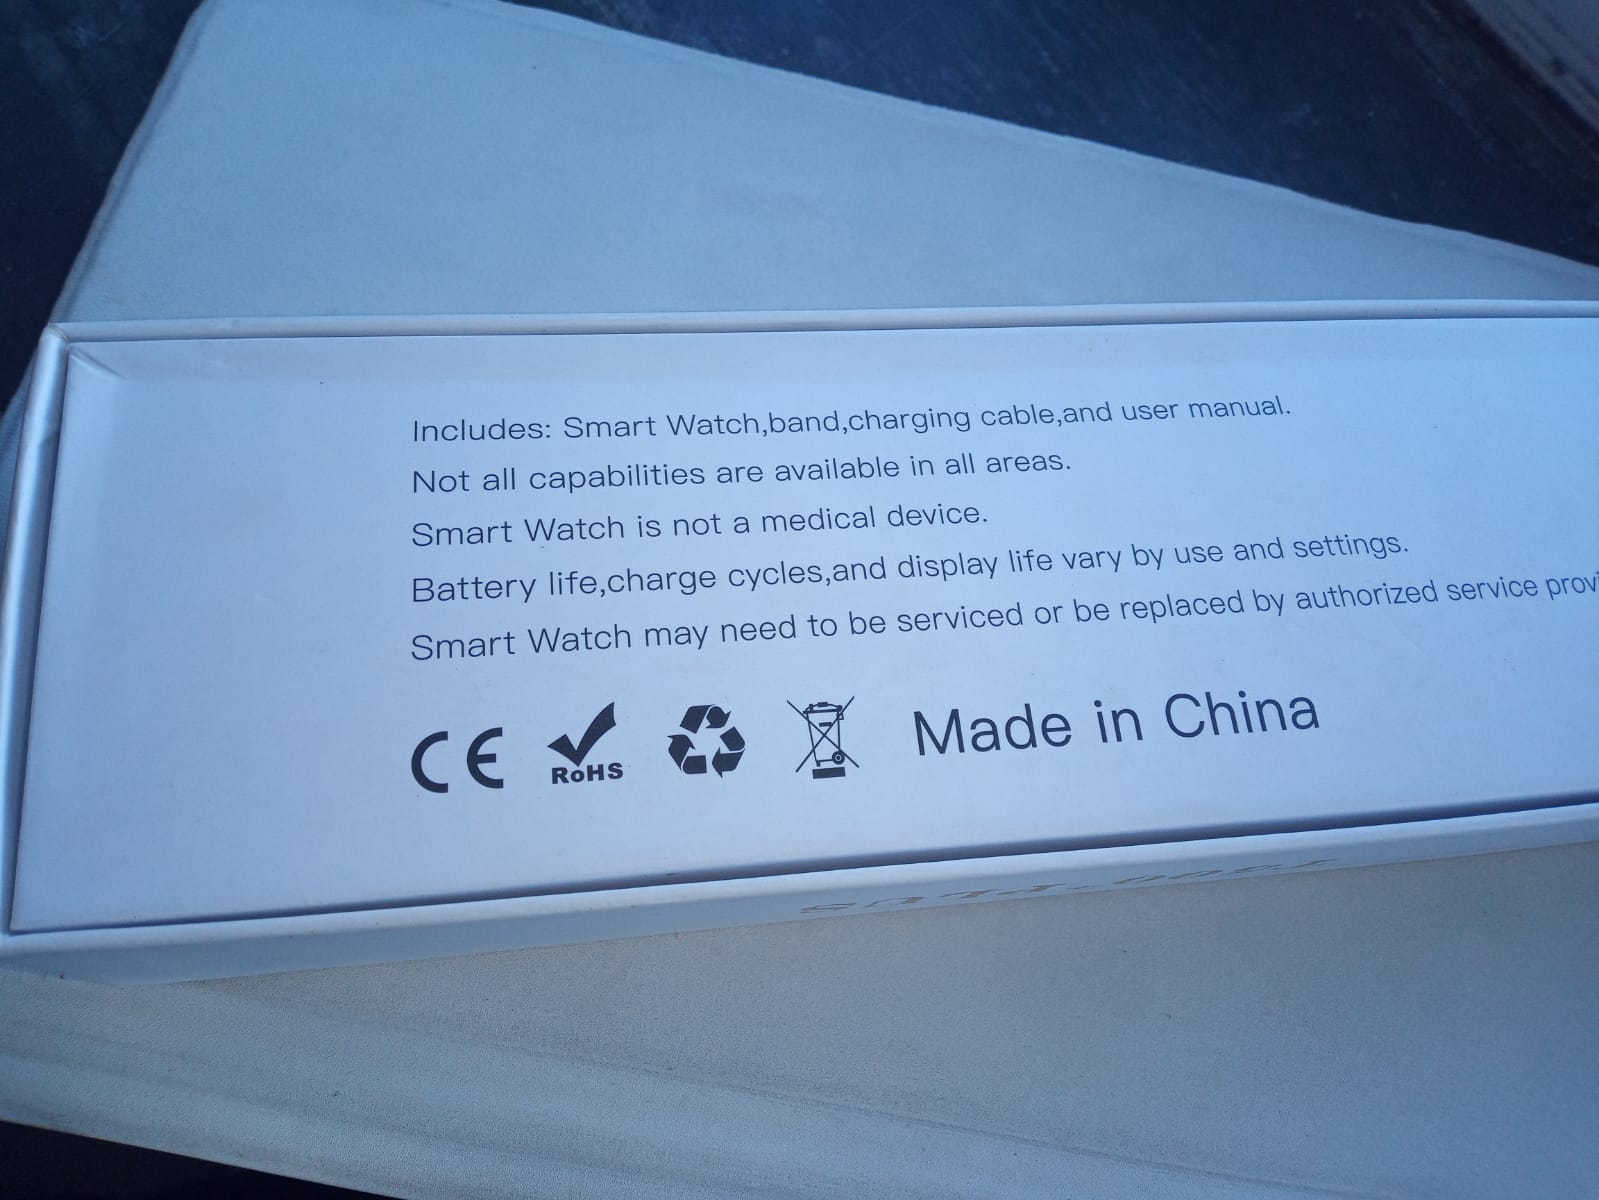 Includes: Smart Watch,band,charging cable,and user manual.
Not all capabilities are available in all areas.
Smart Watch is not a medical device.
Battery life,charge cycles,and display life vary by use and settings.
Smart Watch may need to be serviced or be replaced by authorized service
CE RoHS Made in China